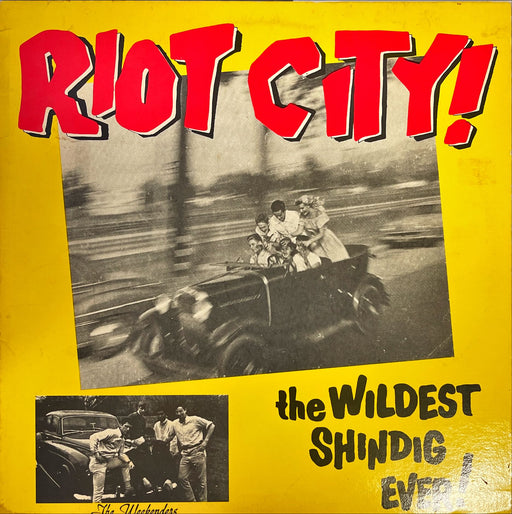 RIOT CITY!
the WILDEST
SHINDIG
EVER!
The Weekenders